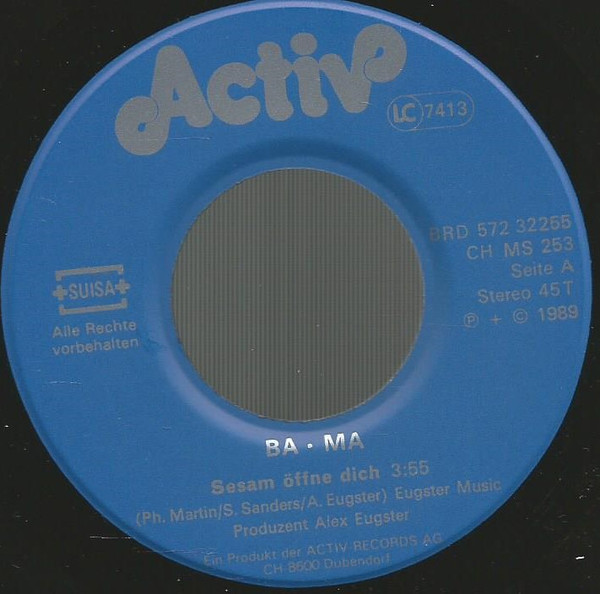 Activ
LC 7413
BRD 572 32255
CH MS 253
Seite A
Stereo 45T
Ⓟ + © 1989
+SUISA+
Alle Rechte
vorbehalten
BA · MA
Sesam öffne dich 3:55
(Ph. Martin/S. Sanders/A. Eugster) Eugster Music
Produzent Alex Eugster
Ein Produkt der ACTIV RECORDS AG
CH 8600 Dübendorf